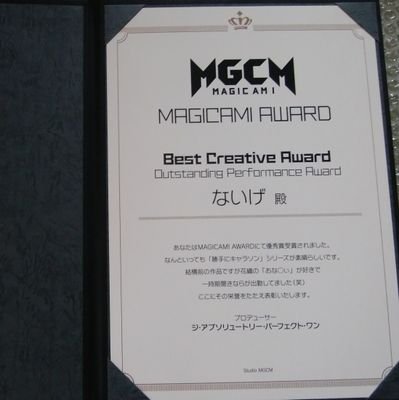 MGCM
MAGICAMI
MAGICAMI AWARD
Best Creative Award
Outstanding Performance Award
ないげ 殿
あなたはMAGICAMI AWARDにて優秀賞受賞されました。
なんといっても「勝手にキャラソン」シリーズが素晴らしいです。
結構前の作品ですが花織の「おな○い」が好きで
一時期聞きながら出勤してました(笑)
ここにその栄誉をたたえ表彰いたします。
プロデューサー
ジ・アブソリュートリー・パーフェクト・ワン
Studio MGCM